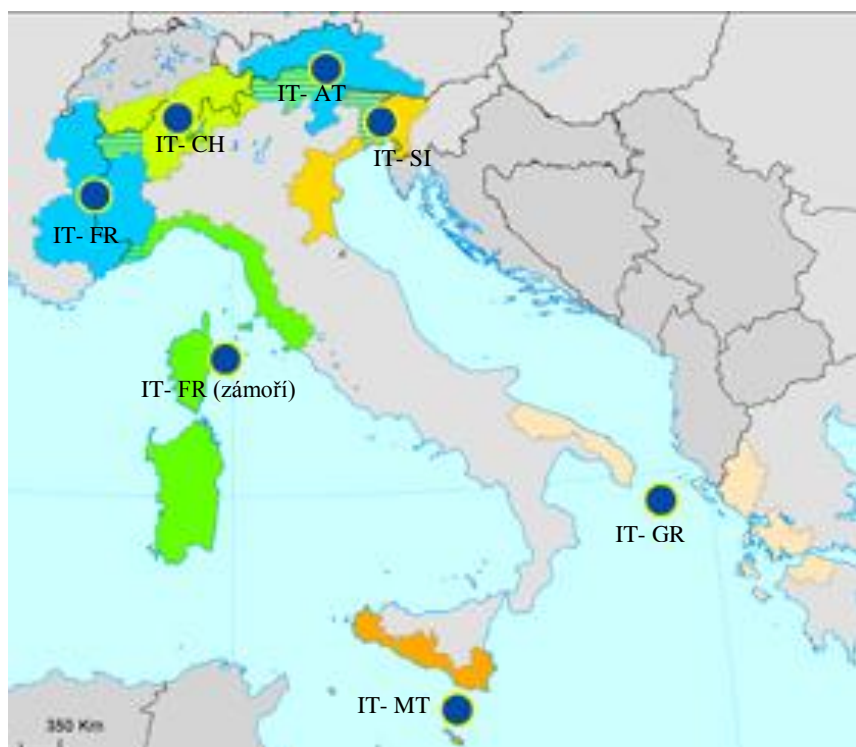 IT- AT
IT- CH
IT- SI
IT- FR
IT- FR (zámoří)
IT- GR
IT- MT
350 Km